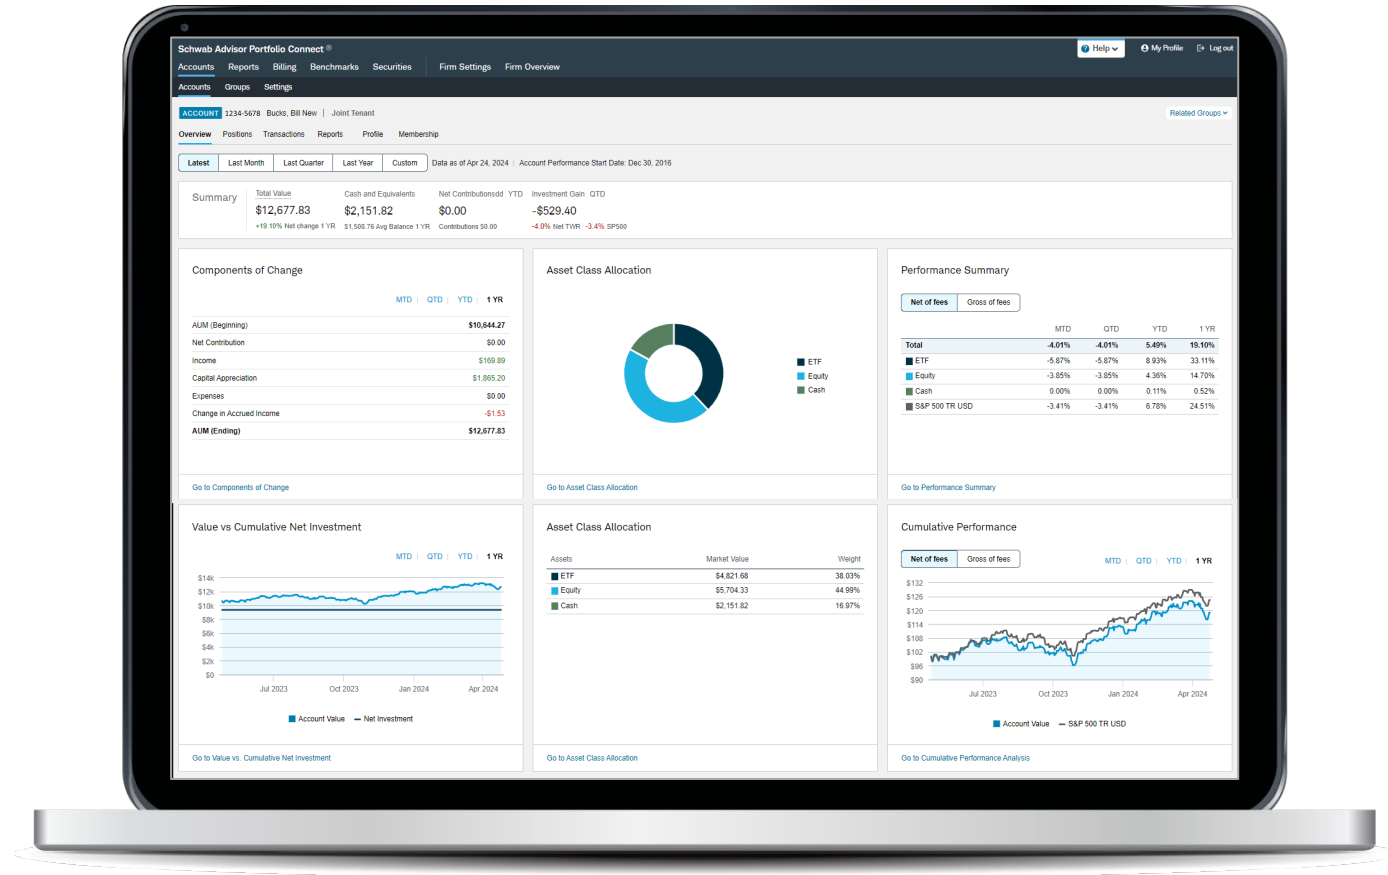 Schwab Advisor Portfolio Connect ®
Help
My Profile
Log out
Accounts Reports Billing Benchmarks Securities Firm Settings Firm Overview
Accounts Groups Settings
ACCOUNT 1234-5678 Bucks, Bill New | Joint Tenant
Related Groups
Overview Positions Transactions Reports Profile Membership
Latest Last Month Last Quarter Last Year Custom Data as of Apr 24, 2024 | Account Performance Start Date: Dec 30, 2016
Summary
Total Value Cash and Equivalents Net Contributionsdd YTD Investment Gain QTD
$12,677.83 $2,151.82 $0.00 -$529.40
+19.10% Net change 1 YR $1,508.76 Avg Balance 1 YR Contributions $0.00 -4.0% Net TWR -3.4% SP500
Components of Change
MTD | QTD | YTD | 1 YR
AUM (Beginning) $10,644.27
Net Contribution $0.00
Income $169.89
Capital Appreciation $1,865.20
Expenses $0.00
Change in Accrued Income -$1.53
AUM (Ending) $12,677.83
Go to Components of Change
Asset Class Allocation
ETF
Equity
Cash
Go to Asset Class Allocation
Performance Summary
Net of fees Gross of fees
MTD QTD YTD 1 YR
Total -4.01% -4.01% 5.49% 19.10%
ETF -5.87% -5.87% 8.93% 33.11%
Equity -3.85% -3.85% 4.36% 14.70%
Cash 0.00% 0.00% 0.11% 0.52%
S&P 500 TR USD -3.41% -3.41% 6.78% 24.51%
Go to Performance Summary
Value vs Cumulative Net Investment
MTD | QTD | YTD | 1 YR
$14k
$12k
$10k
$8k
$6k
$4k
$2k
$0
Jul 2023 Oct 2023 Jan 2024 Apr 2024
Account Value Net Investment
Go to Value vs. Cumulative Net Investment
Asset Class Allocation
Assets Market Value Weight
ETF $4,821.68 38.03%
Equity $5,704.33 44.99%
Cash $2,151.82 16.97%
Go to Asset Class Allocation
Cumulative Performance
Net of fees Gross of fees
MTD | QTD | YTD | 1 YR
$132
$126
$120
$114
$108
$102
$96
$90
Jul 2023 Oct 2023 Jan 2024 Apr 2024
Account Value S&P 500 TR USD
Go to Cumulative Performance Analysis